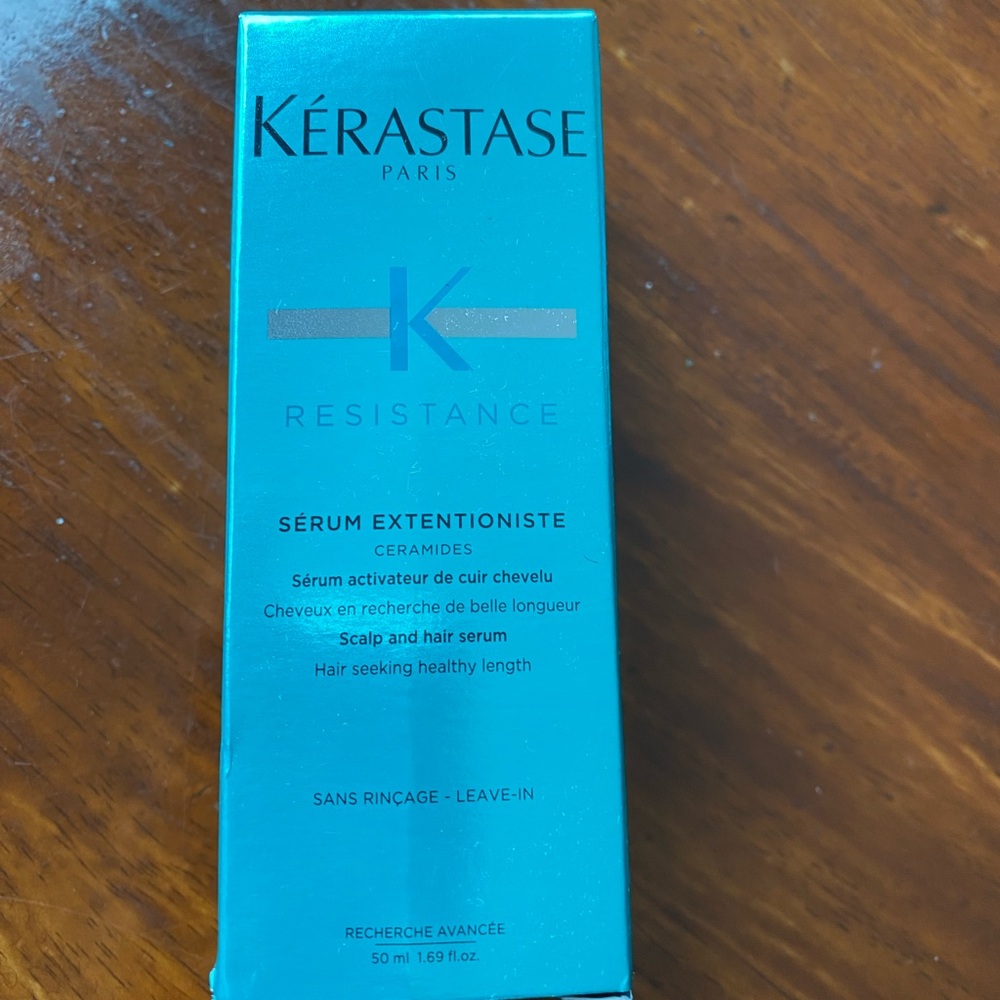 KÉRASTASE
PARIS
K
RESISTANCE
SÉRUM EXTENTIONISTE
CERAMIDES
Sérum activateur de cuir chevelu
Cheveux en recherche de belle longueur
Scalp and hair serum
Hair seeking healthy length
SANS RINÇAGE - LEAVE-IN
RECHERCHE AVANCÉE
50 ml 1.69 fl.oz.